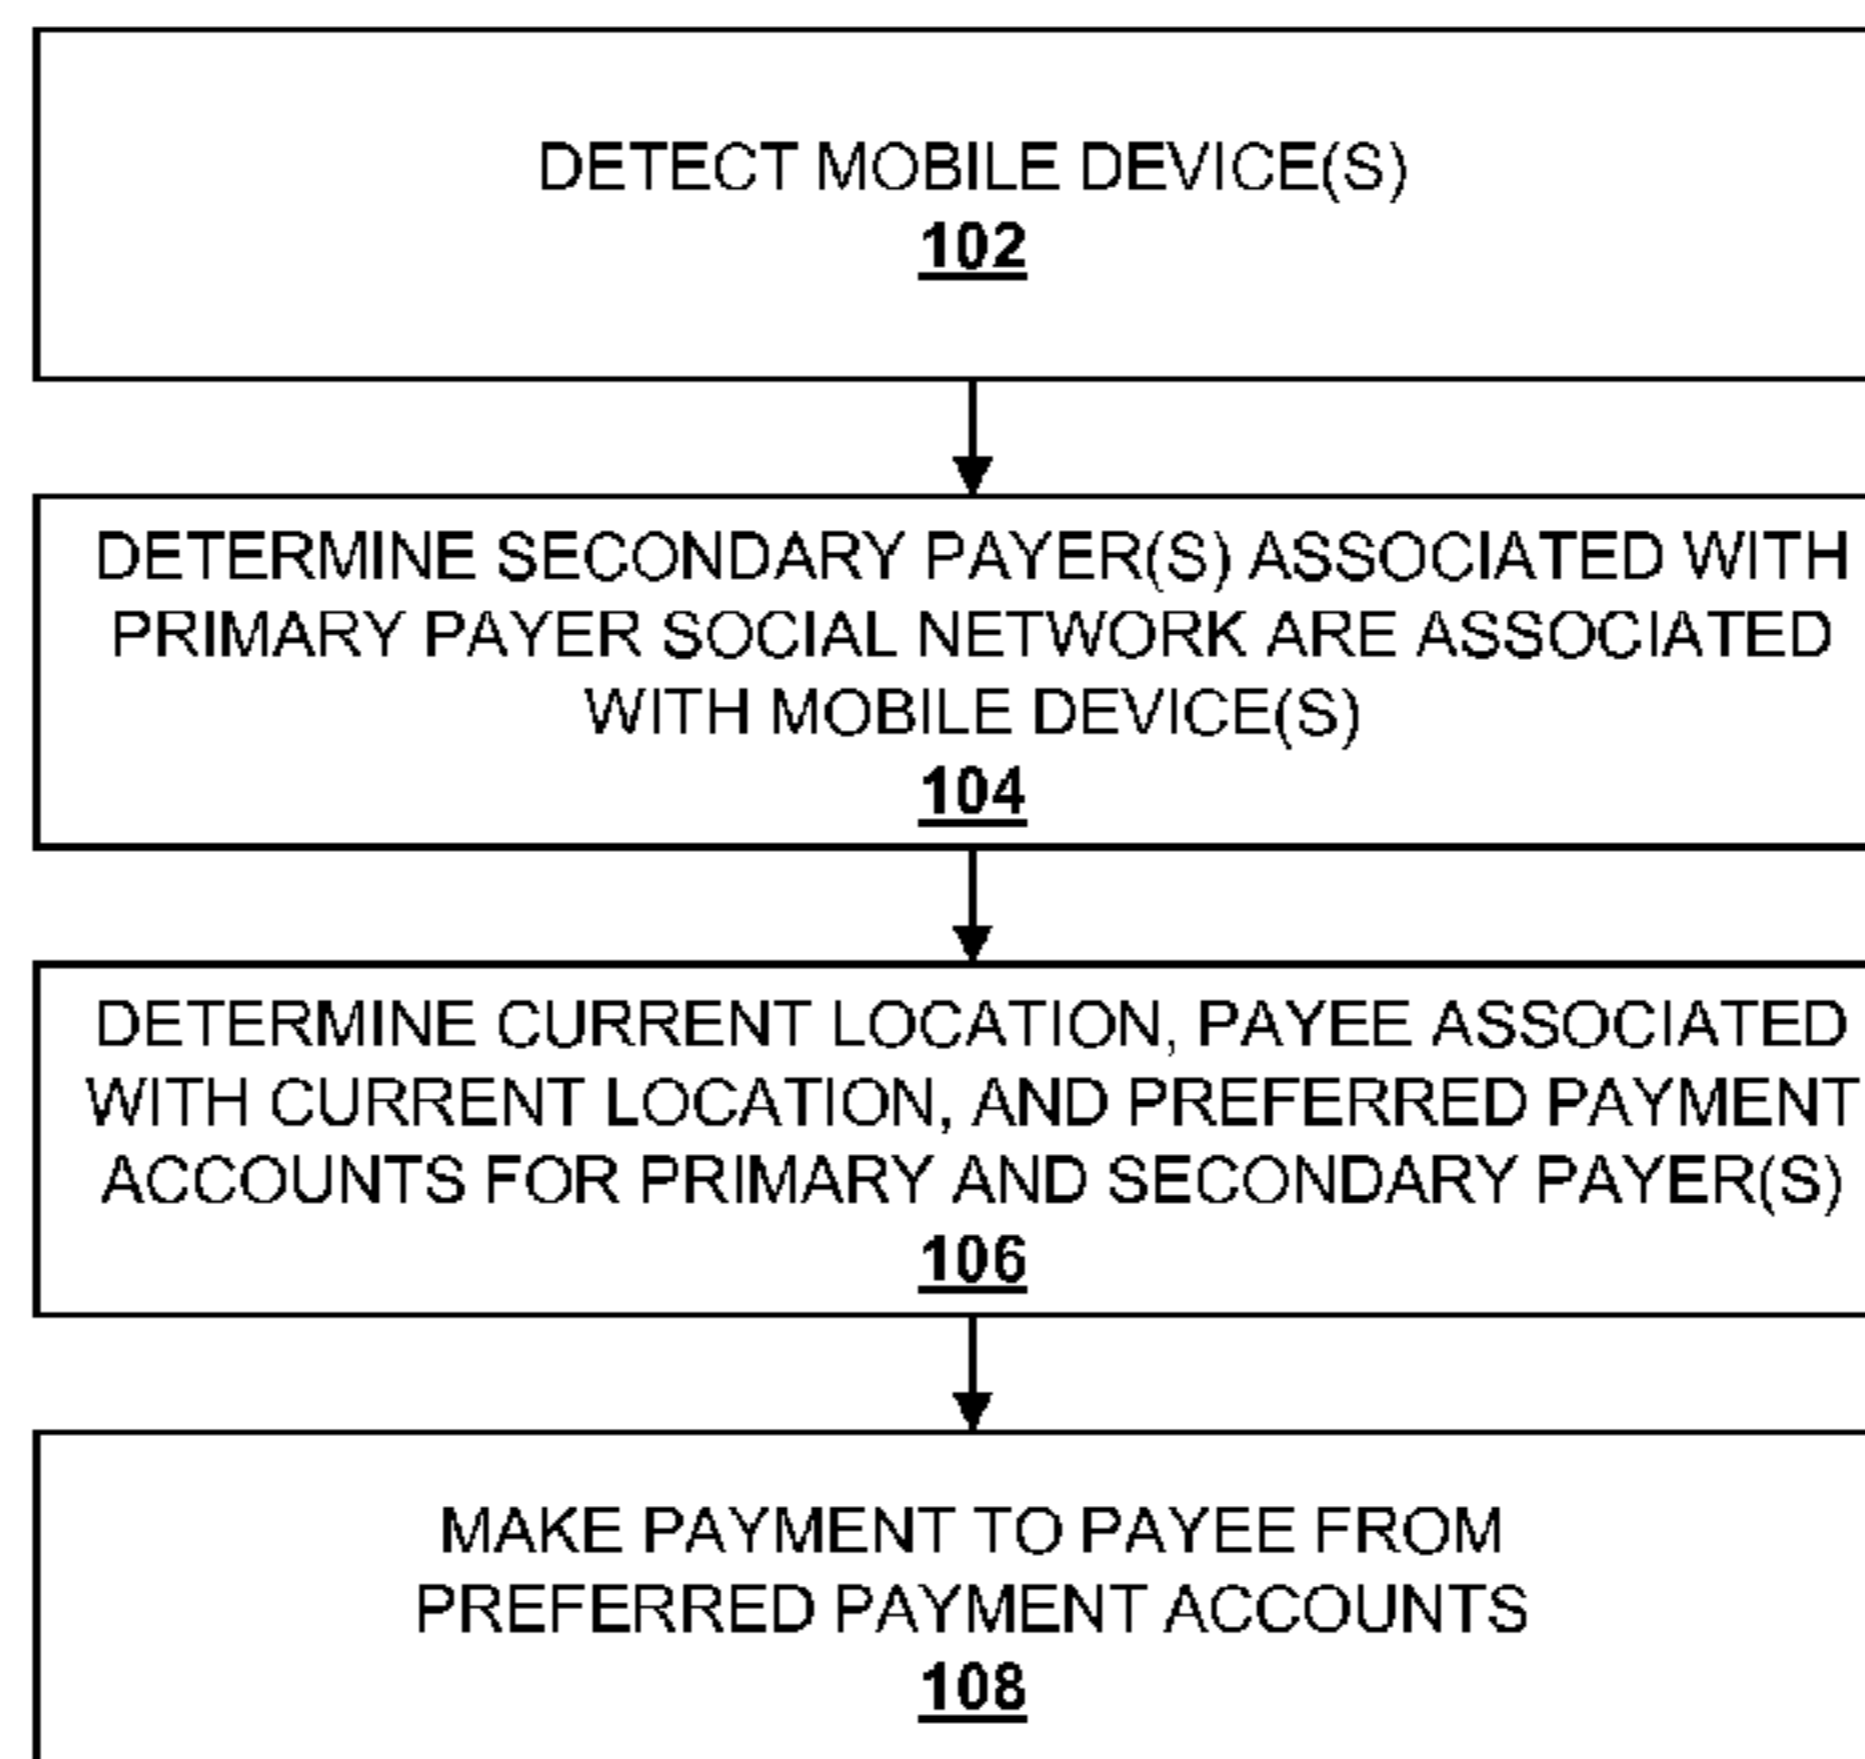 DETECT MOBILE DEVICE(S)
102
DETERMINE SECONDARY PAYER(S) ASSOCIATED WITH
PRIMARY PAYER SOCIAL NETWORK ARE ASSOCIATED
WITH MOBILE DEVICE(S)
104
DETERMINE CURRENT LOCATION, PAYEE ASSOCIATED
WITH CURRENT LOCATION, AND PREFERRED PAYMENT
ACCOUNTS FOR PRIMARY AND SECONDARY PAYER(S)
106
MAKE PAYMENT TO PAYEE FROM
PREFERRED PAYMENT ACCOUNTS
108